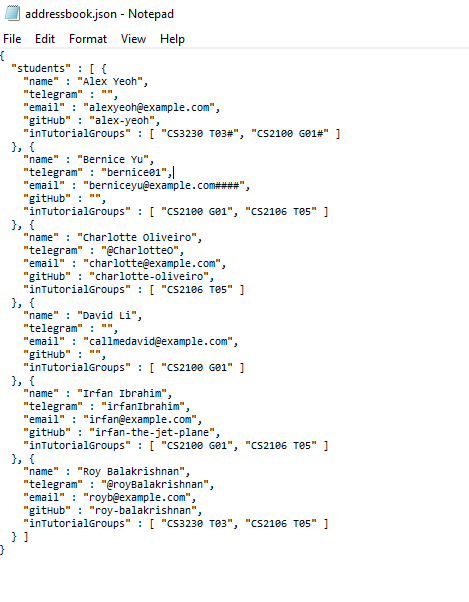 addressbook.json - Notepad
File Edit Format View Help
{
  "students" : [ {
    "name" : "Alex Yeoh",
    "telegram" : "",
    "email" : "alexyeoh@example.com",
    "gitHub" : "alex-yeoh",
    "inTutorialGroups" : [ "CS3230 T03#", "CS2100 G01#" ]
  }, {
    "name" : "Bernice Yu",
    "telegram" : "bernice01",
    "email" : "berniceyu@example.com####",
    "gitHub" : "",
    "inTutorialGroups" : [ "CS2100 G01", "CS2106 T05" ]
  }, {
    "name" : "Charlotte Oliveiro",
    "telegram" : "@CharlotteO",
    "email" : "charlotte@example.com",
    "gitHub" : "charlotte-oliveiro",
    "inTutorialGroups" : [ "CS2106 T05" ]
  }, {
    "name" : "David Li",
    "telegram" : "",
    "email" : "callmedavid@example.com",
    "gitHub" : "",
    "inTutorialGroups" : [ "CS2100 G01" ]
  }, {
    "name" : "Irfan Ibrahim",
    "telegram" : "irfanIbrahim",
    "email" : "irfan@example.com",
    "gitHub" : "irfan-the-jet-plane",
    "inTutorialGroups" : [ "CS2100 G01", "CS2106 T05" ]
  }, {
    "name" : "Roy Balakrishnan",
    "telegram" : "@royBalakrishnan",
    "email" : "royb@example.com",
    "gitHub" : "roy-balakrishnan",
    "inTutorialGroups" : [ "CS3230 T03", "CS2106 T05" ]
  } ]
}